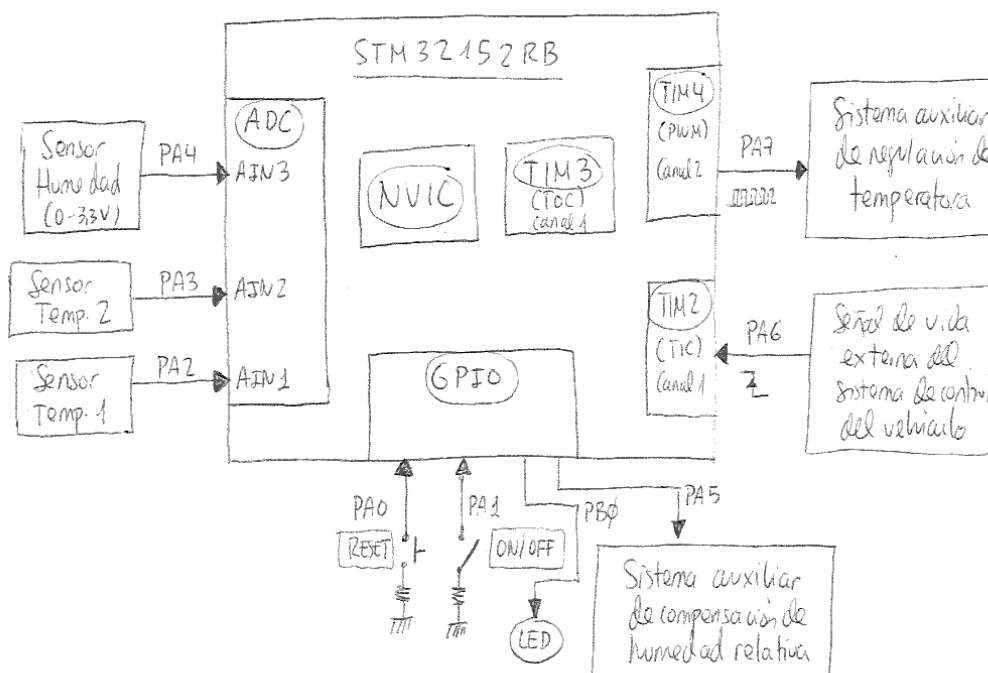 STM32152RB
ADC
Sensor
Humedad
(0-3,3V)
PA4
AIN3
Sensor
Temp. 2
PA3
AIN2
Sensor
Temp. 1
PA2
AIN1
NVIC
TIM3
(TOC)
Canal 1
TIM4
(PWM)
Canal 2
PA7
Sistema auxiliar
de regulación de
temperatura
TIM2
(TIC)
Canal 1
PA6
Señal de vida
externa del
sistema de contr
del vehículo
GPIO
PA0
RESET
PA1
ON/OFF
PBØ
LED
PA5
Sistema auxiliar
de compensación de
humedad relativa